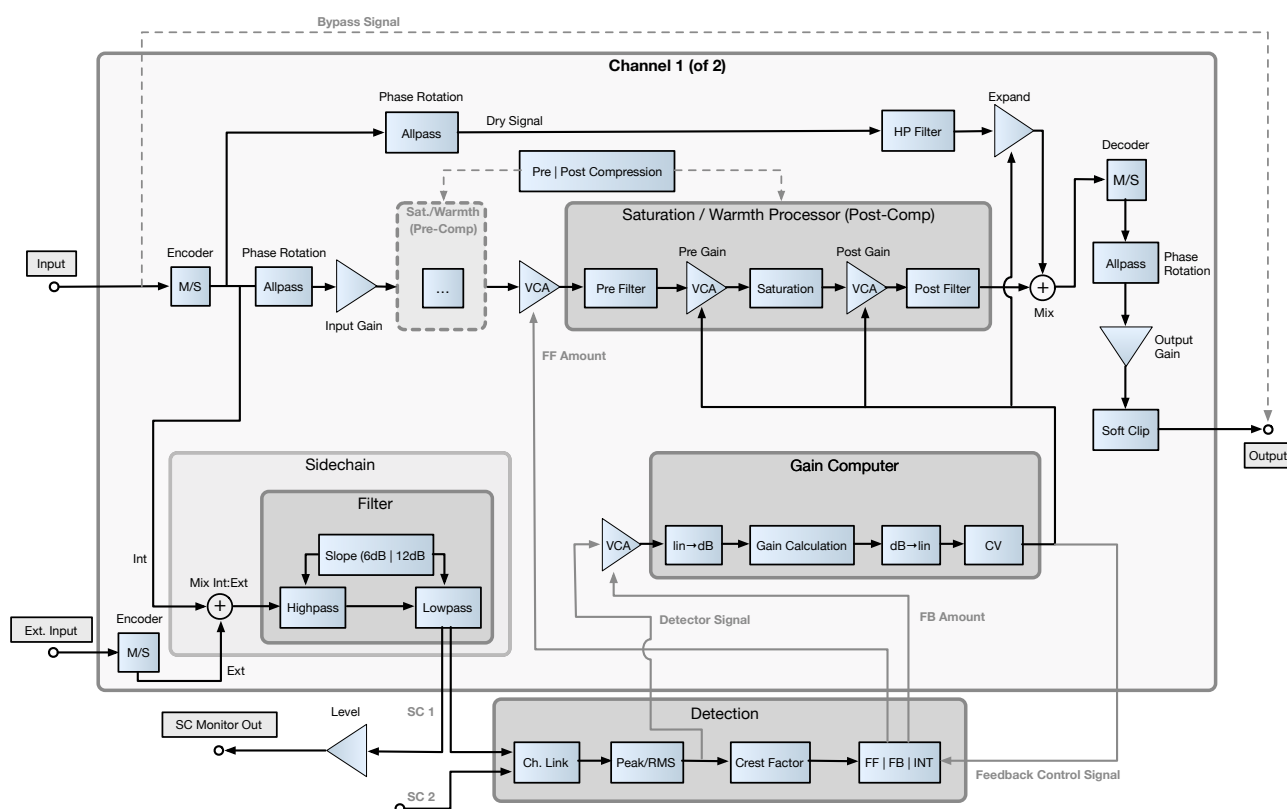 Bypass Signal
Channel 1 (of 2)
Phase Rotation
Allpass
Dry Signal
HP Filter
Expand
Decoder
M/S
Pre | Post Compression
Sat./Warmth
(Pre-Comp)
...
Saturation / Warmth Processor (Post-Comp)
Input
Encoder
M/S
Phase Rotation
Allpass
Input Gain
VCA
Pre Filter
Pre Gain
VCA
Saturation
Post Gain
VCA
Post Filter
Mix
Allpass
Phase
Rotation
FF Amount
Output
Gain
Soft Clip
Output
Sidechain
Filter
Slope (6dB | 12dB
Int
Mix Int:Ext
Highpass
Lowpass
Gain Computer
VCA
lin→dB
Gain Calculation
dB→lin
CV
Ext. Input
Encoder
M/S
Ext
Detector Signal
FB Amount
SC Monitor Out
Level
SC 1
Detection
Ch. Link
Peak/RMS
Crest Factor
FF | FB | INT
Feedback Control Signal
SC 2